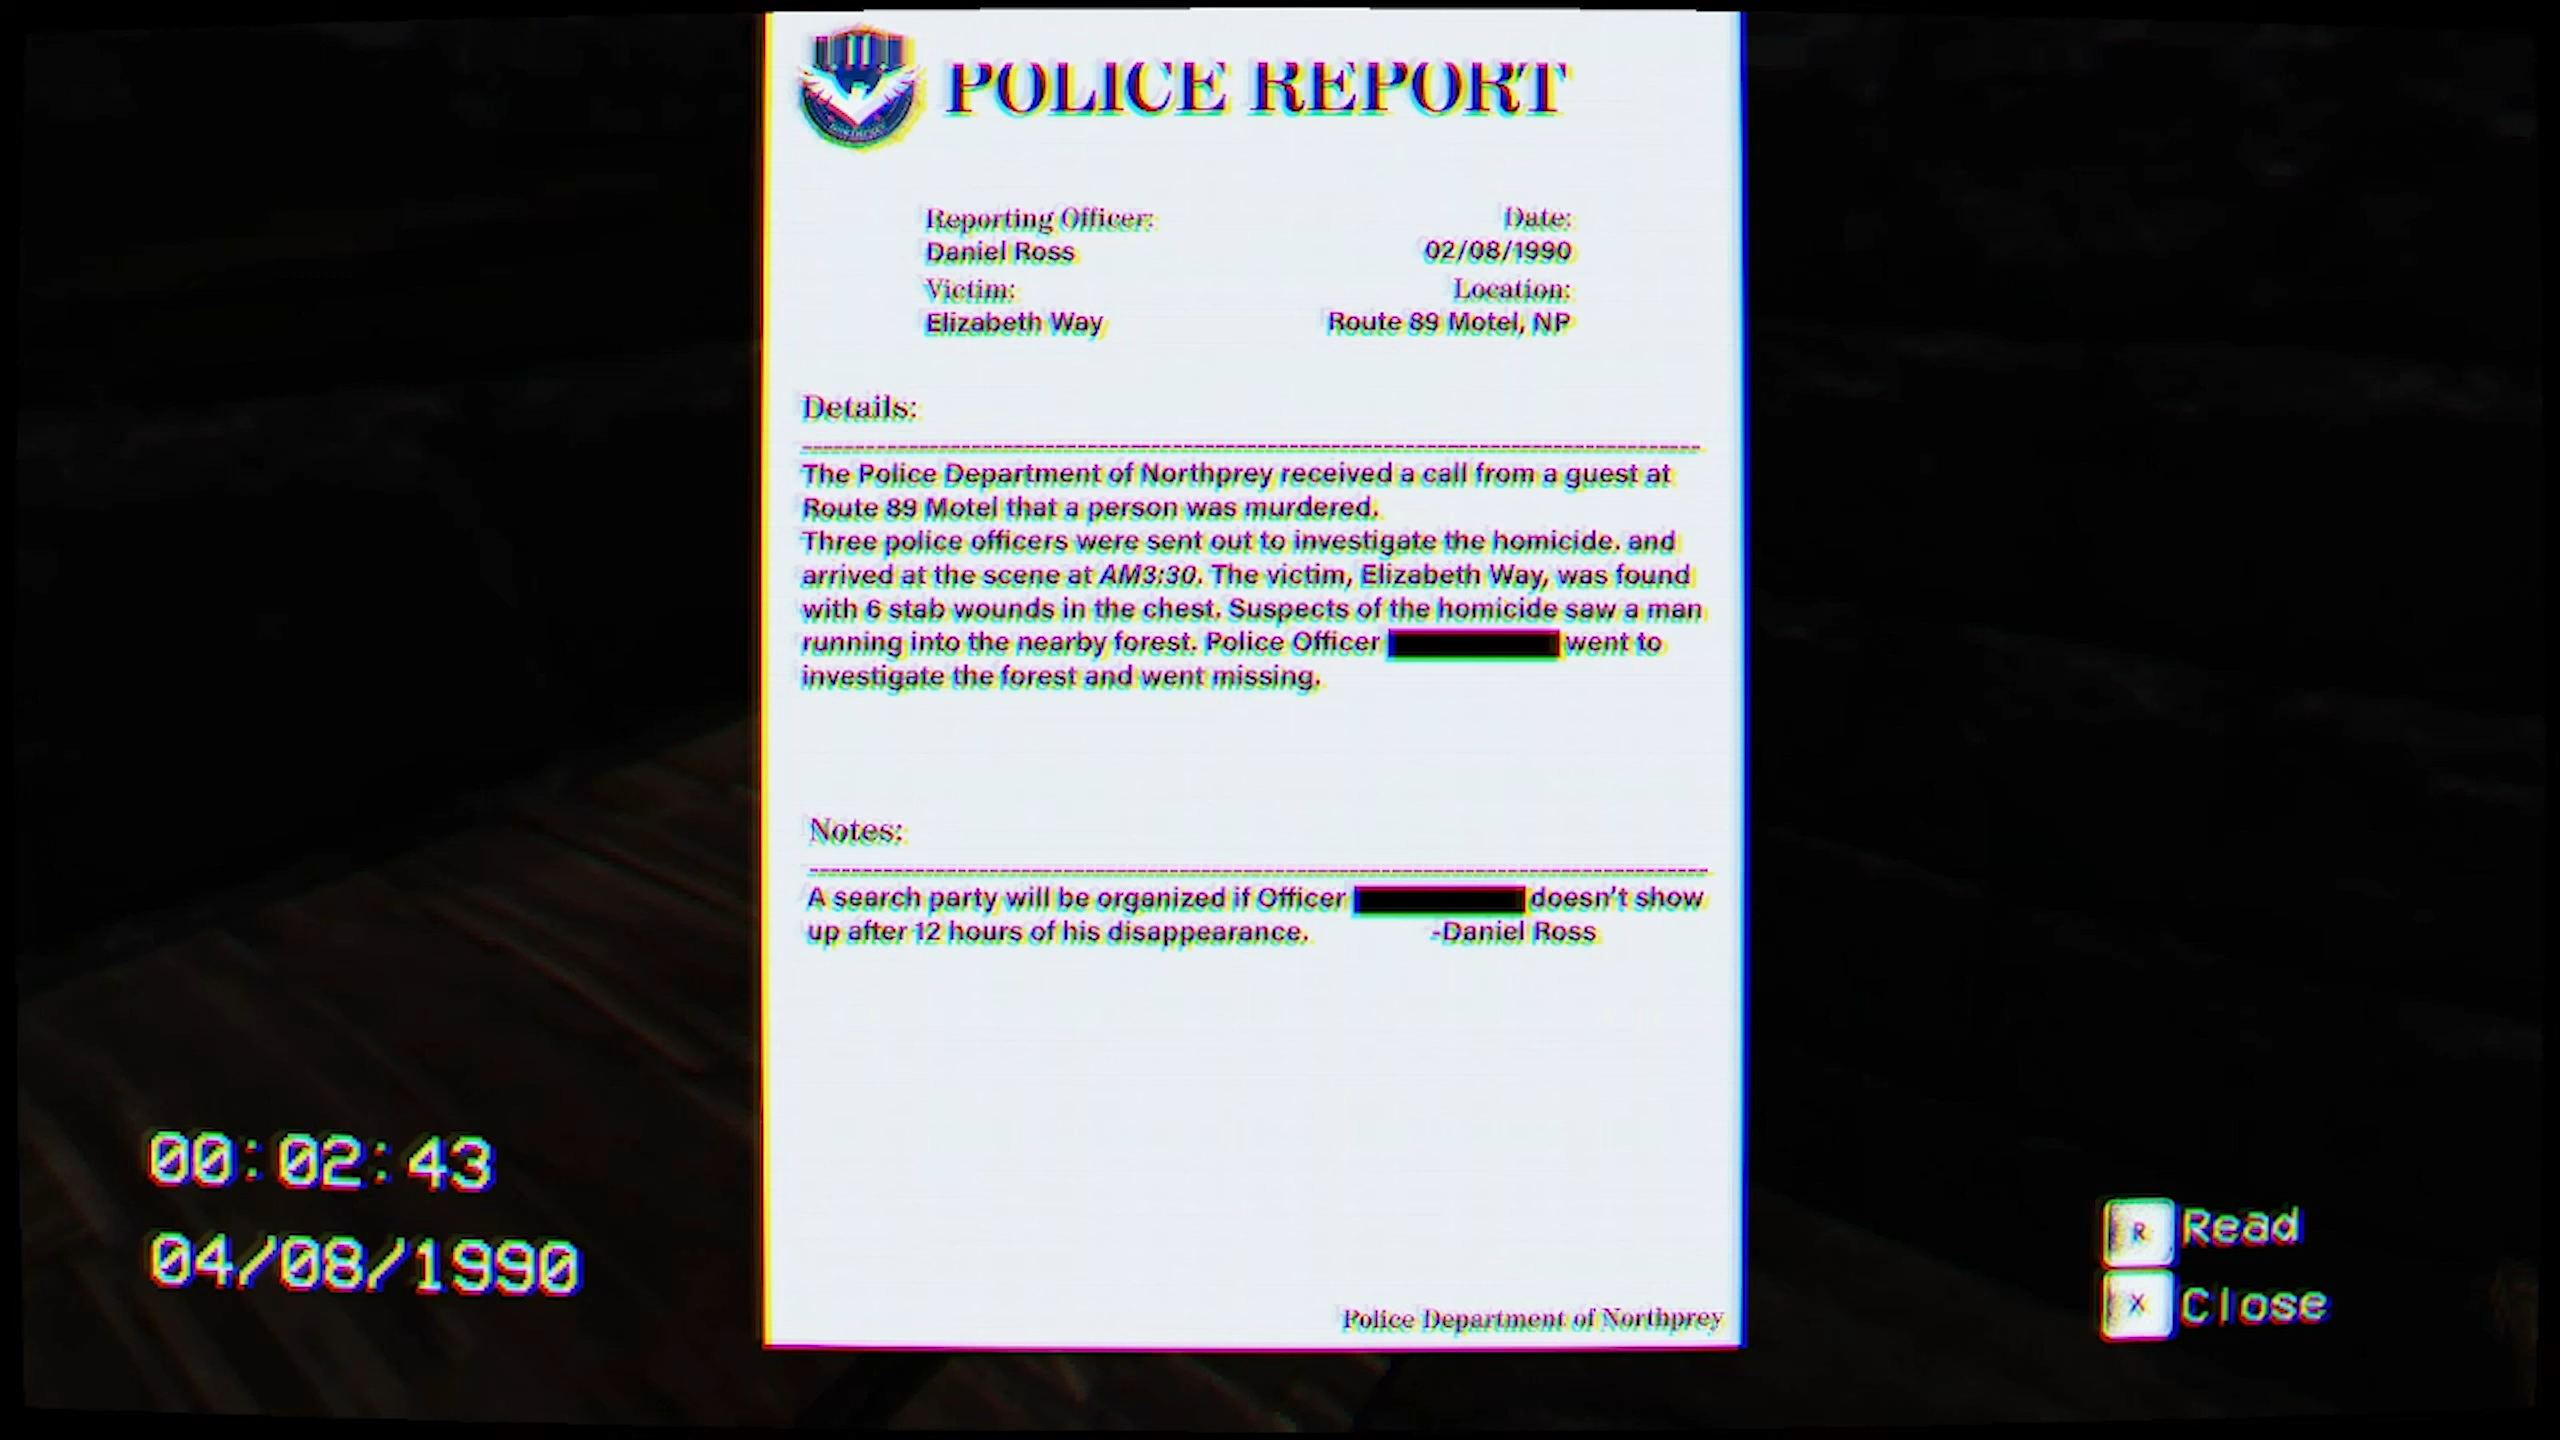 POLICE REPORT
Reporting Officer:
Date:
Daniel Ross
02/08/1990
Victim:
Location:
Elizabeth Way
Route 89 Motel, NP
Details:
The Police Department of Northprey received a call from a guest at
Route 89 Motel that a person was murdered.
Three police officers were sent out to investigate the homicide. and
arrived at the scene at AM3:30. The victim, Elizabeth Way, was found
with 6 stab wounds in the chest. Suspects of the homicide saw a man
running into the nearby forest. Police Officer went to
investigate the forest and went missing.
Notes:
A search party will be organized if Officer doesn't show
up after 12 hours of his disappearance. -Daniel Ross
Police Department of Northprey
00:02:43
04/08/1990
R Read
X Close